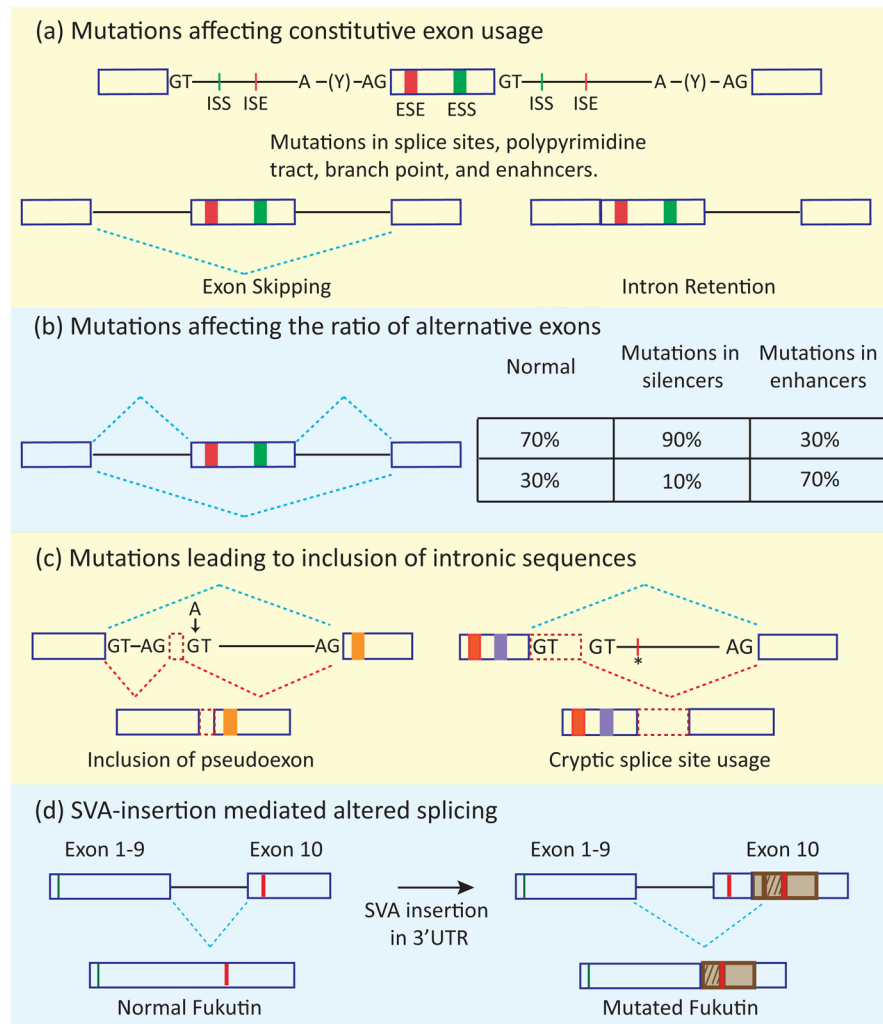 (a) Mutations affecting constitutive exon usage
GT A –(Y)–AG GT A –(Y)– AG
ISS ISE ESE ESS ISS ISE
Mutations in splice sites, polypyrimidine
tract, branch point, and enahncers.
Exon Skipping
Intron Retention
(b) Mutations affecting the ratio of alternative exons
Normal
Mutations in
silencers
Mutations in
enhancers
70% 90% 30%
30% 10% 70%
(c) Mutations leading to inclusion of intronic sequences
A
GT–AG GT AG
GT GT AG
*
Inclusion of pseudoexon
Cryptic splice site usage
(d) SVA-insertion mediated altered splicing
Exon 1-9 Exon 10
Exon 1-9 Exon 10
SVA insertion
in 3’UTR
Normal Fukutin
Mutated Fukutin